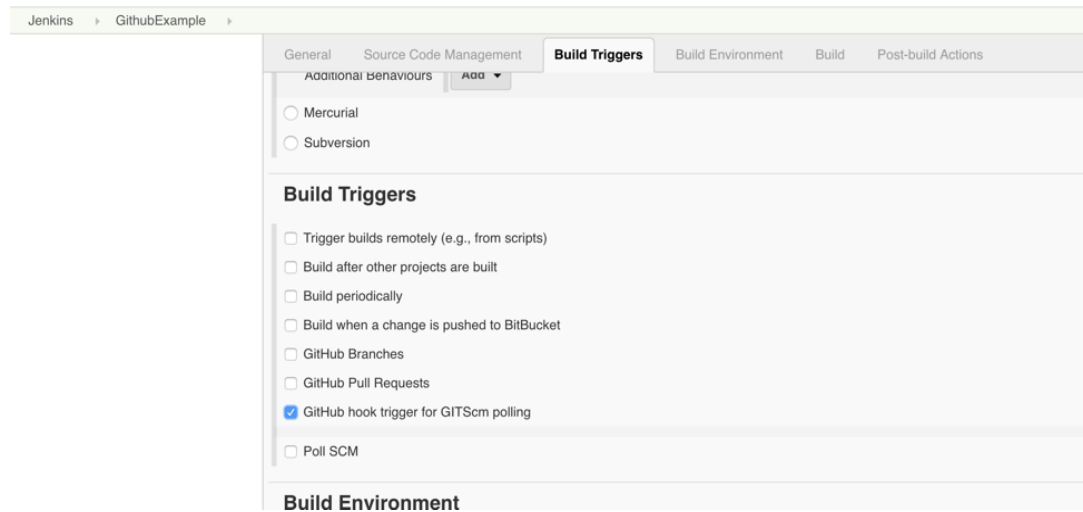 Jenkins GithubExample
General Source Code Management Build Triggers Build Environment Build Post-build Actions
Additional Behaviours Add
Mercurial
Subversion
Build Triggers
Trigger builds remotely (e.g., from scripts)
Build after other projects are built
Build periodically
Build when a change is pushed to BitBucket
GitHub Branches
GitHub Pull Requests
GitHub hook trigger for GITScm polling
Poll SCM
Build Environment